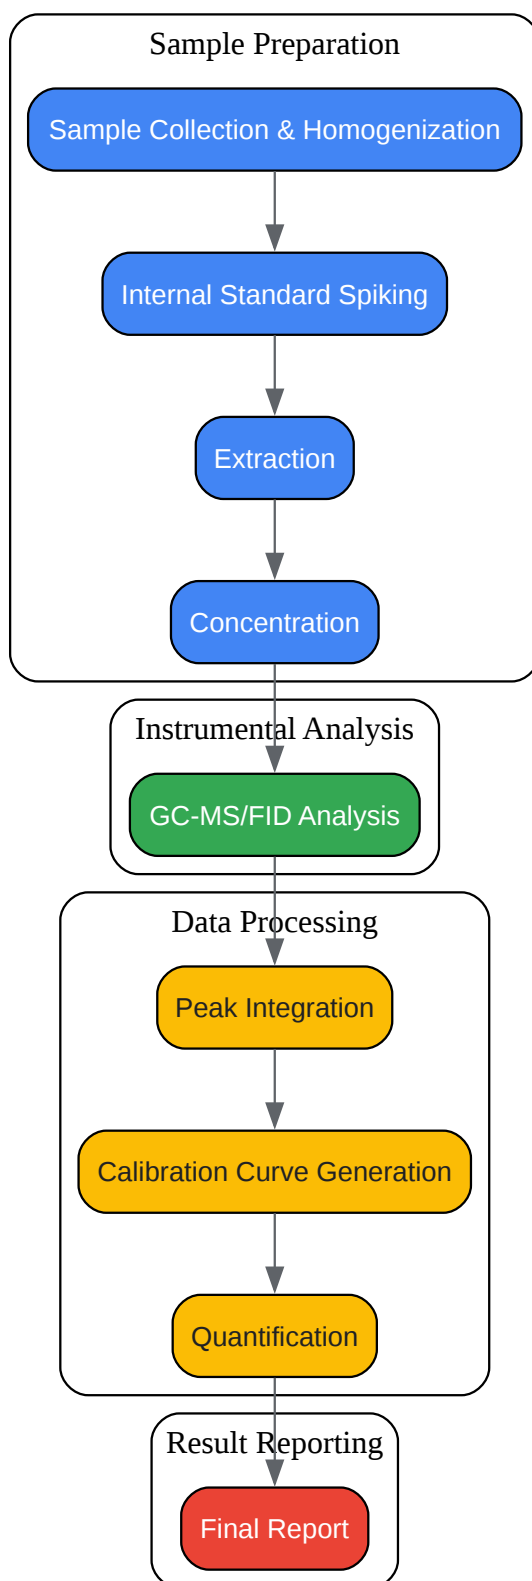 Sample Preparation
Sample Collection & Homogenization
Internal Standard Spiking
Extraction
Concentration
Instrumental Analysis
GC-MS/FID Analysis
Data Processing
Peak Integration
Calibration Curve Generation
Quantification
Result Reporting
Final Report